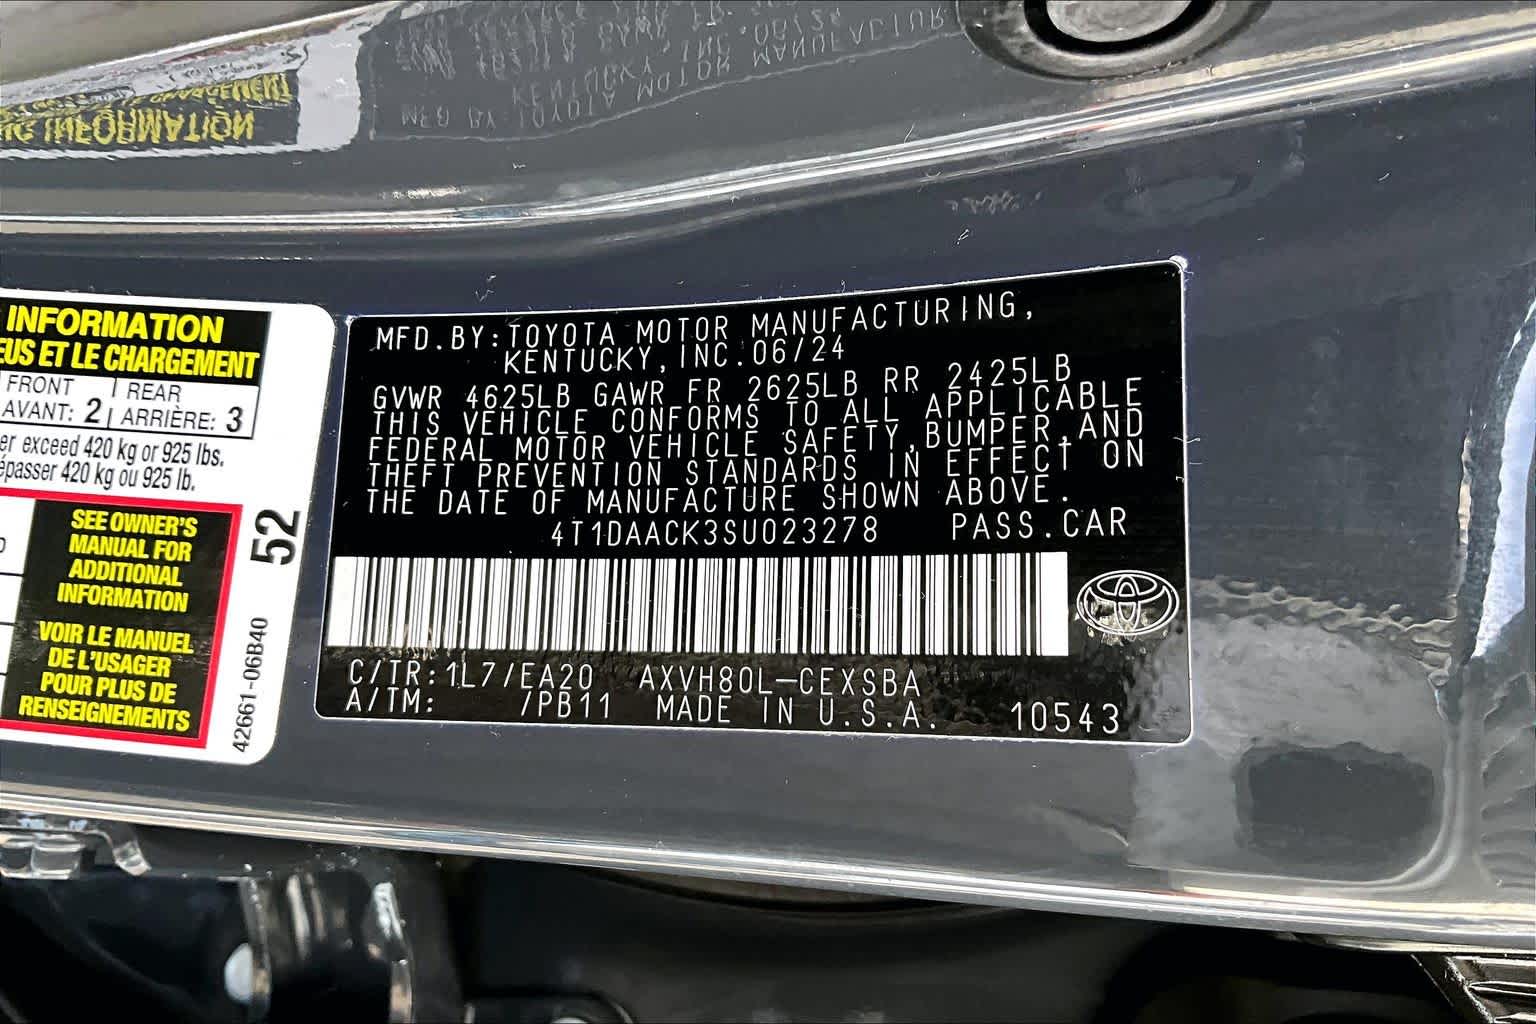 INFORMATION
EUS ET LE CHARGEMENT
FRONT | REAR
AVANT: 2 | ARRIÈRE: 3
er exceed 420 kg or 925 lbs.
épasser 420 kg ou 925 lb.
SEE OWNER'S
MANUAL FOR
ADDITIONAL
INFORMATION
VOIR LE MANUEL
DE L'USAGER
POUR PLUS DE
RENSEIGNEMENTS
52
42661-06B40
MFD.BY:TOYOTA MOTOR MANUFACTURING,
KENTUCKY,INC.06/24
GVWR 4625LB GAWR FR 2625LB RR 2425LB
THIS VEHICLE CONFORMS TO ALL APPLICABLE
FEDERAL MOTOR VEHICLE SAFETY,BUMPER,AND
THEFT PREVENTION STANDARDS IN EFFECT ON
THE DATE OF MANUFACTURE SHOWN ABOVE.
4T1DAACK3SU023278 PASS.CAR
C/TR:1L7/EA20 AXVH80L-CEXSBA
A/TM: /PB11 MADE IN U.S.A. 10543